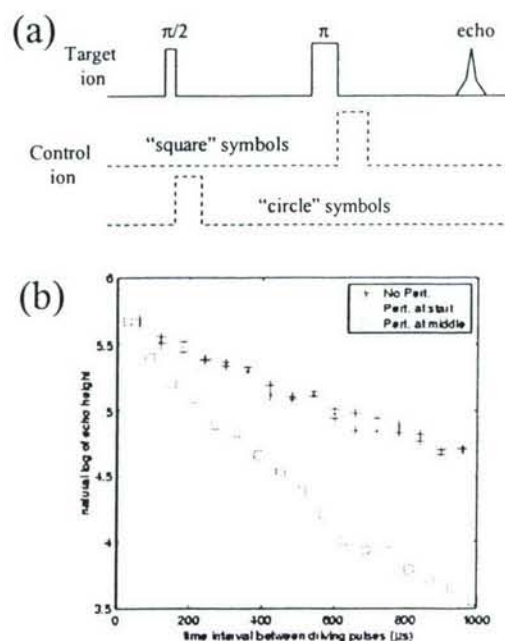 (a)
π/2 π echo
Target
ion
"square" symbols
Control
ion
"circle" symbols
(b)
6
No Pert.
Pert. at start
Pert. at middle
5.5
natural log of echo height
5
4.5
4
3.5
0 200 400 600 800 1000
time interval between driving pulses (µs)